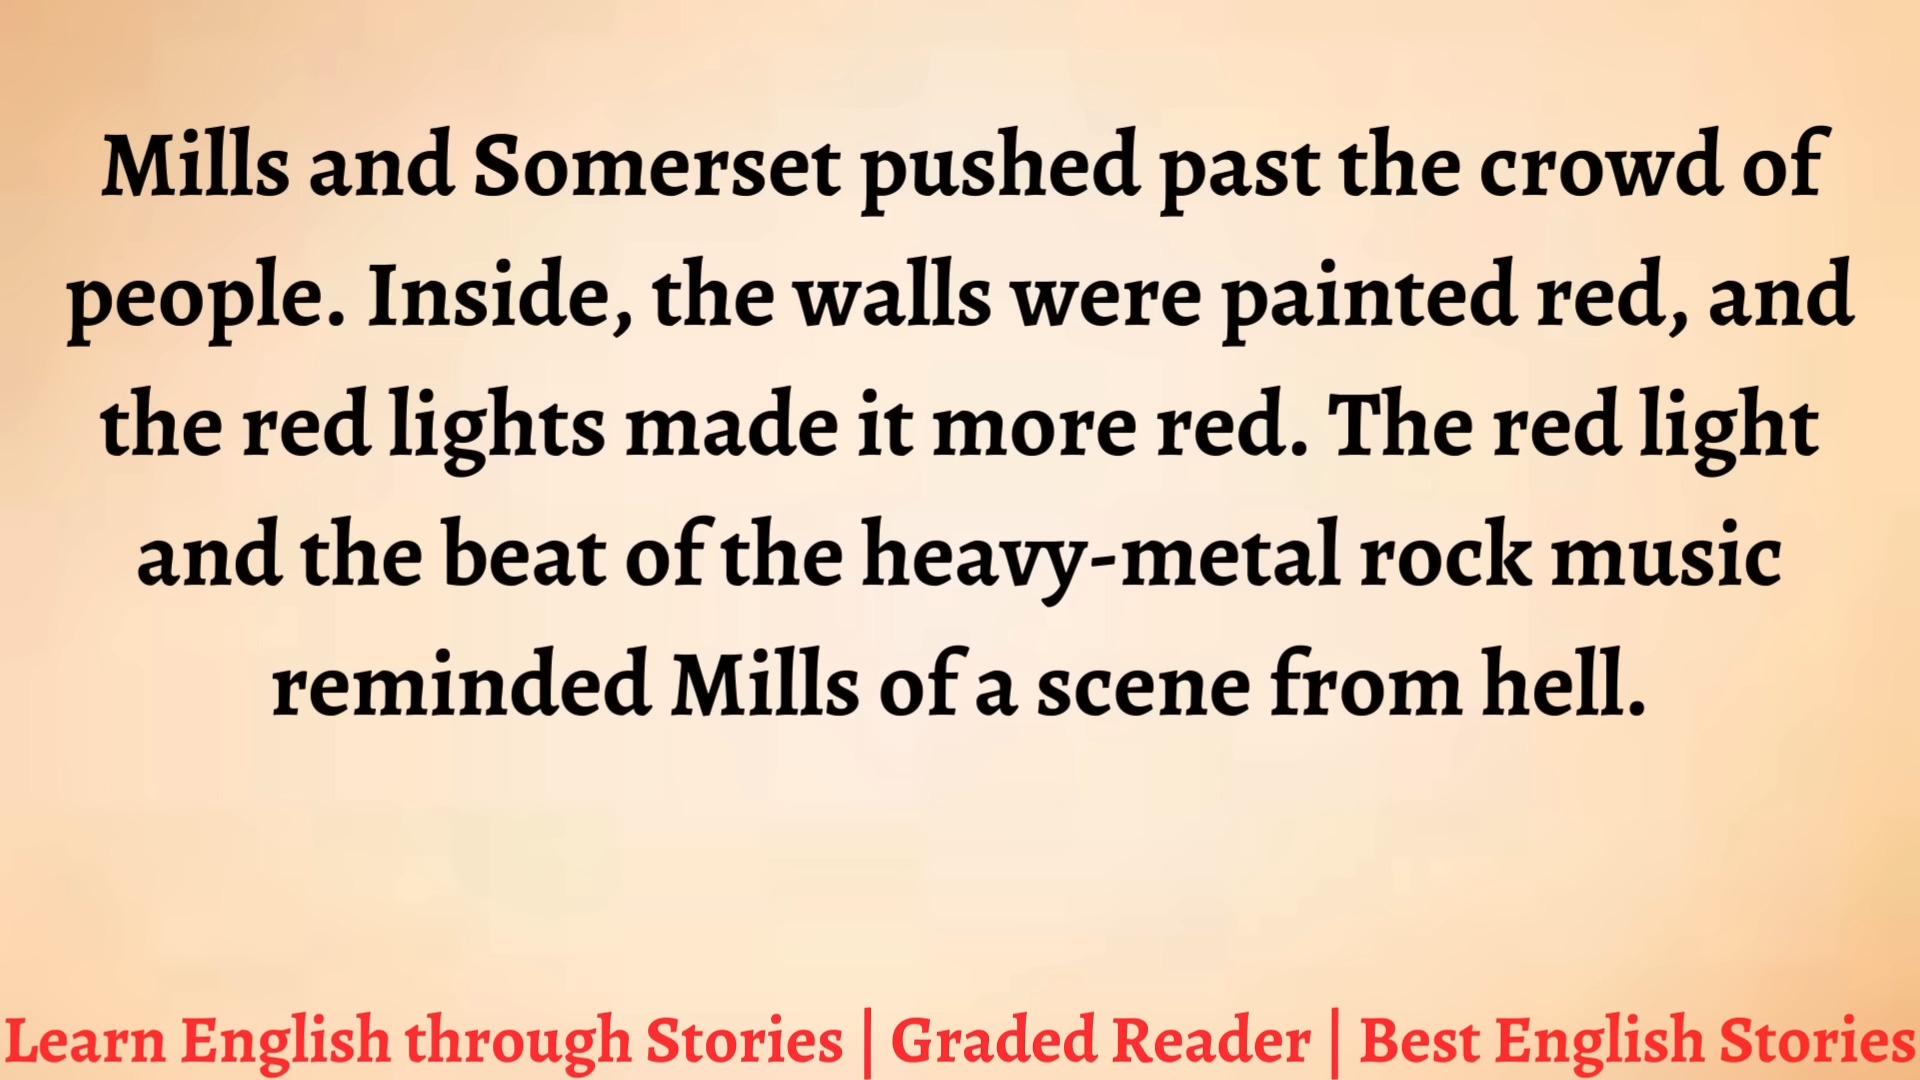 Mills and Somerset pushed past the crowd of
people. Inside, the walls were painted red, and
the red lights made it more red. The red light
and the beat of the heavy-metal rock music
reminded Mills of a scene from hell.
Learn English through Stories | Graded Reader | Best English Stories